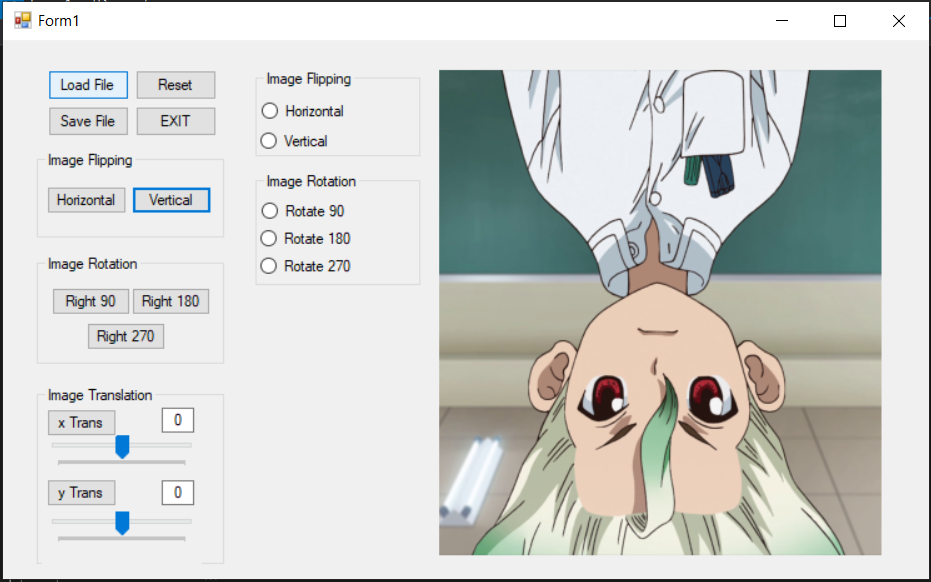 Form1
Load File
Reset
Save File
EXIT
Image Flipping
Horizontal
Vertical
Image Rotation
Right 90
Right 180
Right 270
Image Translation
x Trans
0
y Trans
0
Image Flipping
Horizontal
Vertical
Image Rotation
Rotate 90
Rotate 180
Rotate 270